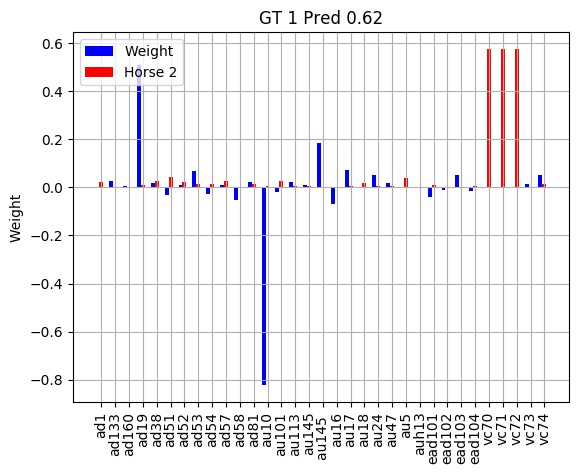 GT 1 Pred 0.62
Weight
Horse 2
Weight
0.6
0.4
0.2
0.0
−0.2
−0.4
−0.6
−0.8
ad1
ad133
ad160
ad19
ad38
ad51
ad52
ad53
ad54
ad57
ad58
ad81
au10
au101
au113
au145
au145
au16
au17
au18
au24
au47
au5
auh13
ead101
ead102
ead103
ead104
vc70
vc71
vc72
vc73
vc74